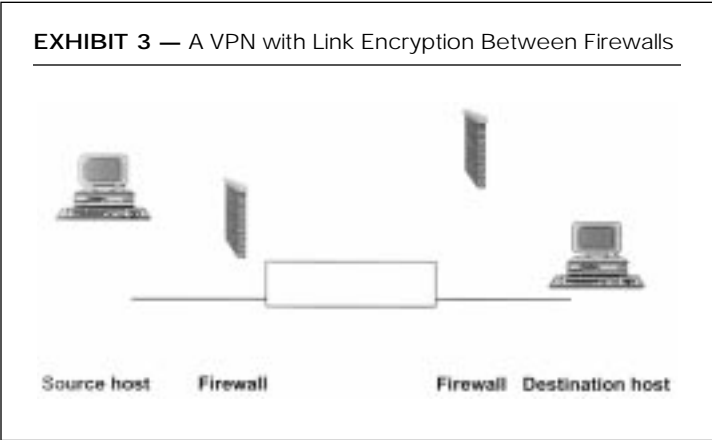 EXHIBIT 3 — A VPN with Link Encryption Between Firewalls
Source host Firewall Firewall Destination host